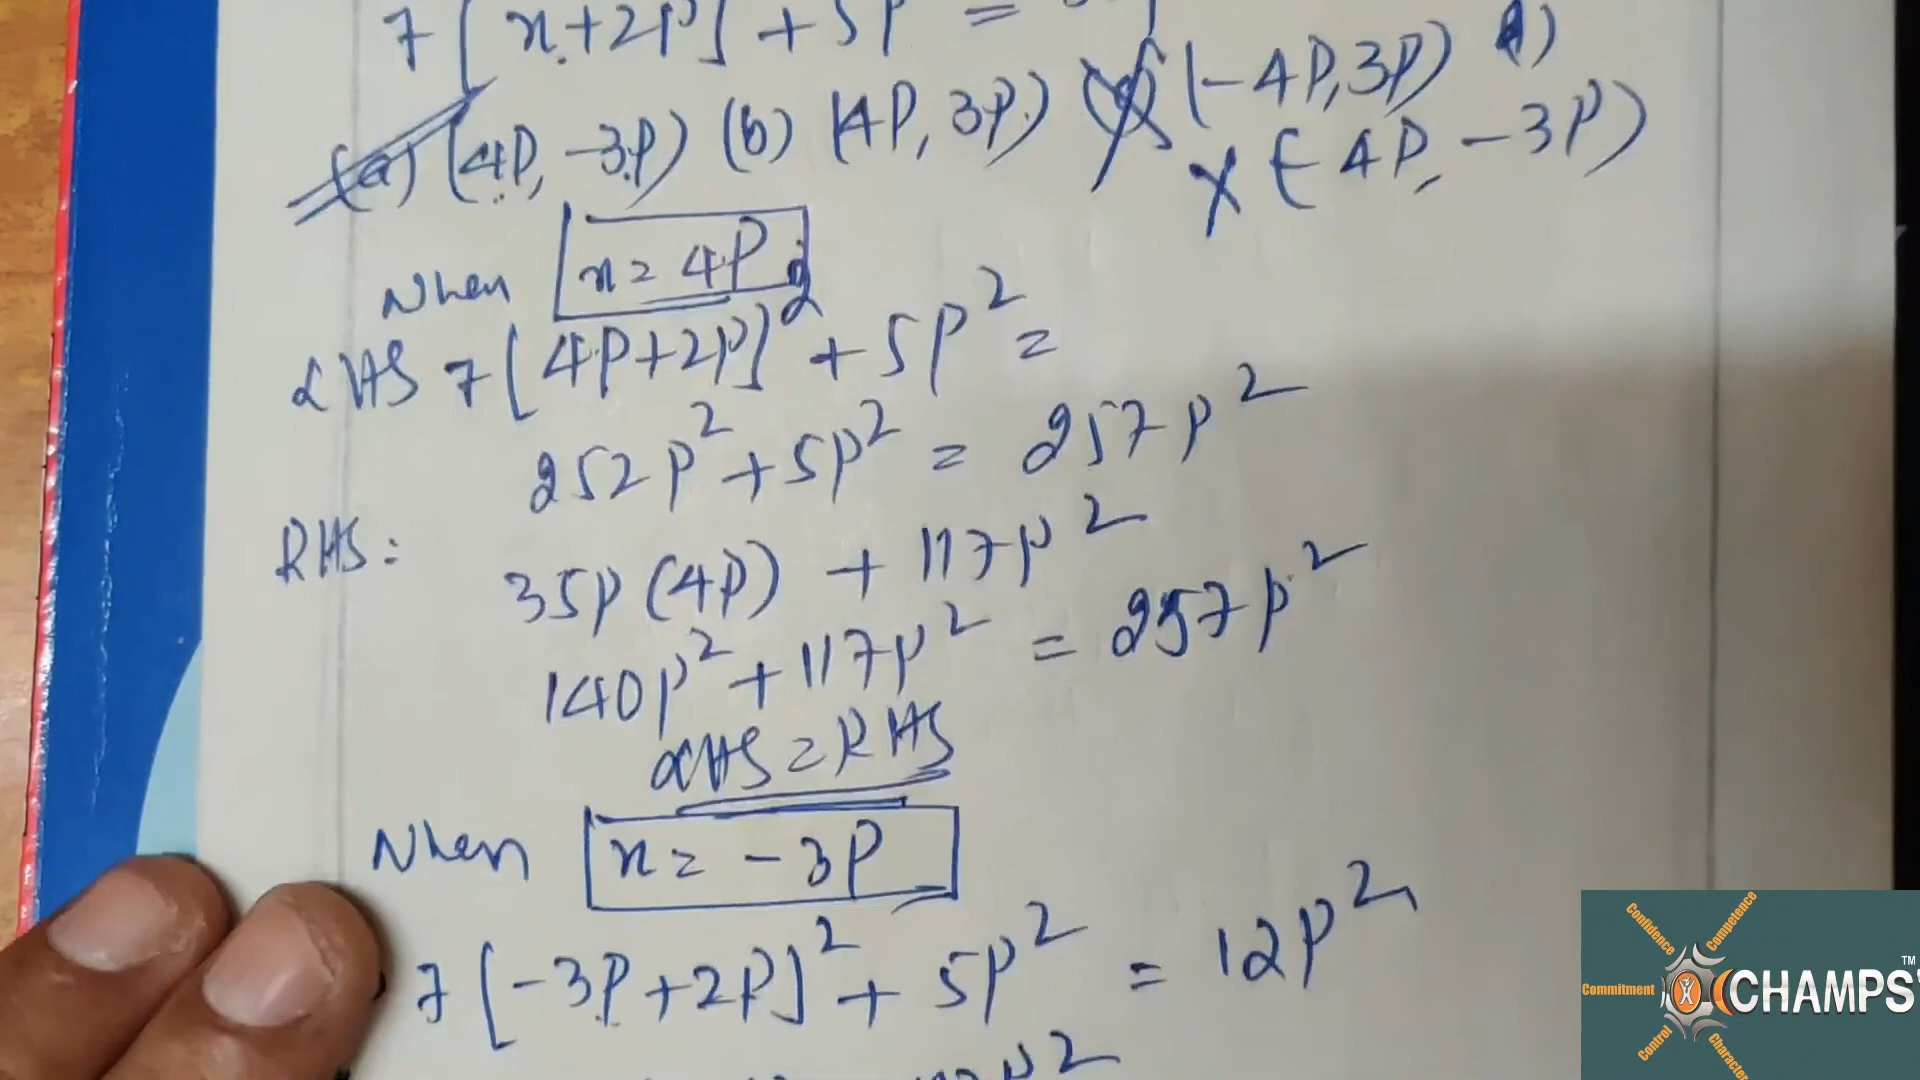 7[x+2P] + 5P =
(a) (4P, -3P) (b) (4P, 3P) (c) (-4P, 3P) d)
(-4P, -3P)
When x = 4P
LHS 7[4P+2P]² + 5P² =
252P² + 5P² = 257P²
RHS:
35P (4P) + 117P²
140P² + 117P² = 257P²
LHS = RHS
When x = -3P
7[-3P+2P]² + 5P² = 12P²
Confidence
Competence
Commitment
CHAMPS™
Control
Character